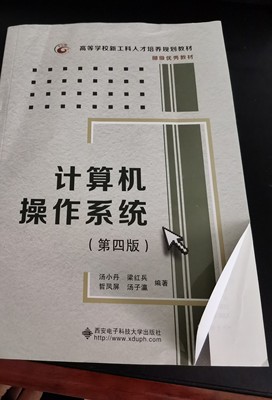 高等学校新工科人才培养规划教材
部级优秀教材
计算机
操作系统
（第四版）
汤小丹 梁红兵
哲凤屏 汤子瀛 编著
西安电子科技大学出版社
http://www.xduph.com